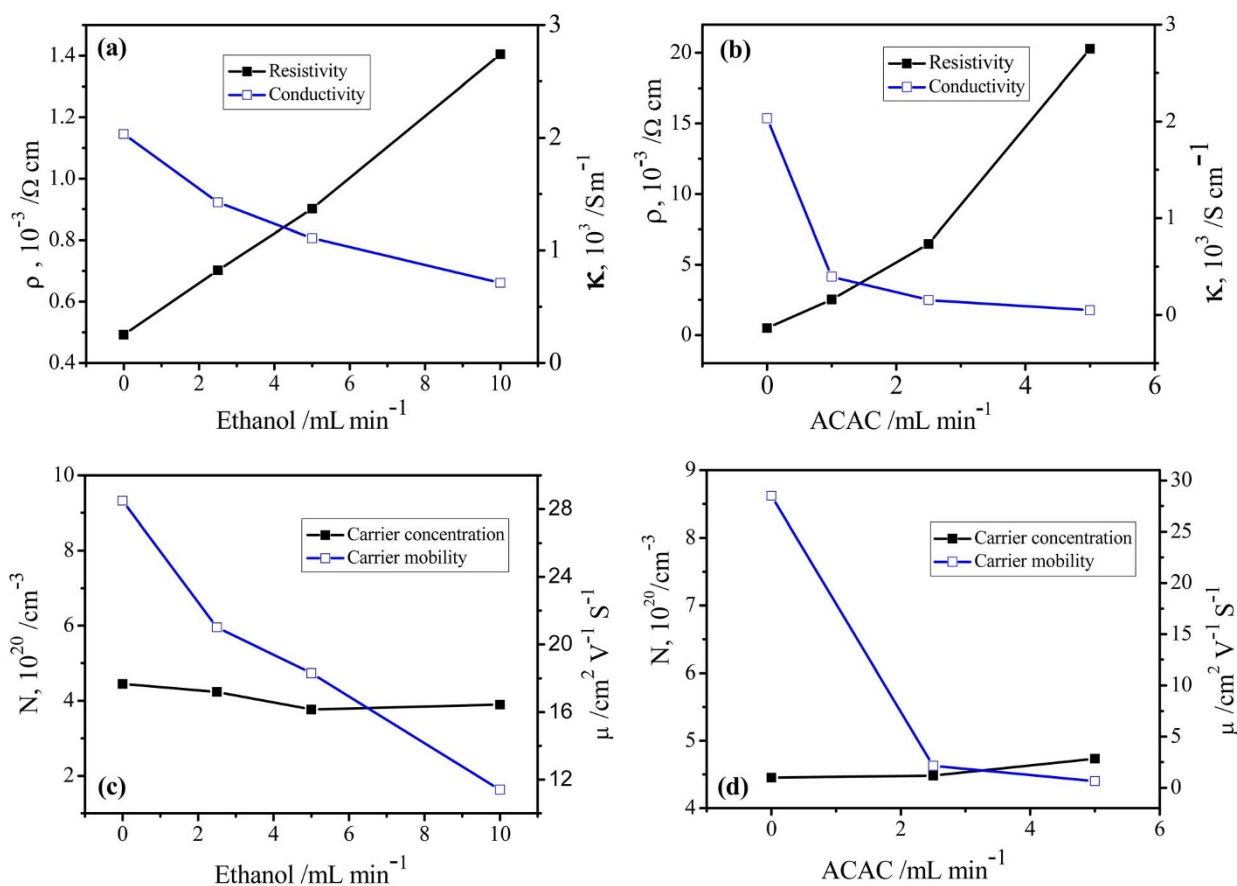 (a)
Resistivity
Conductivity
ρ , 10⁻³ /Ω cm
1.4
1.2
1.0
0.8
0.6
0.4
3
2
1
0
κ, 10³ /Sm⁻¹
0 2 4 6 8 10
Ethanol /mL min⁻¹
(b)
Resistivity
Conductivity
ρ, 10⁻³ /Ω cm
20
15
10
5
0
3
2
1
0
κ, 10³ /S cm⁻¹
0 2 4 6
ACAC /mL min⁻¹
(c)
Carrier concentration
Carrier mobility
N, 10²⁰ /cm⁻³
10
8
6
4
2
28
24
20
16
12
μ /cm² V⁻¹ S⁻¹
0 2 4 6 8 10
Ethanol /mL min⁻¹
(d)
Carrier concentration
Carrier mobility
N, 10²⁰/cm⁻³
9
8
7
6
5
4
30
25
20
15
10
5
0
μ /cm² V⁻¹ S⁻¹
0 2 4 6
ACAC /mL min⁻¹